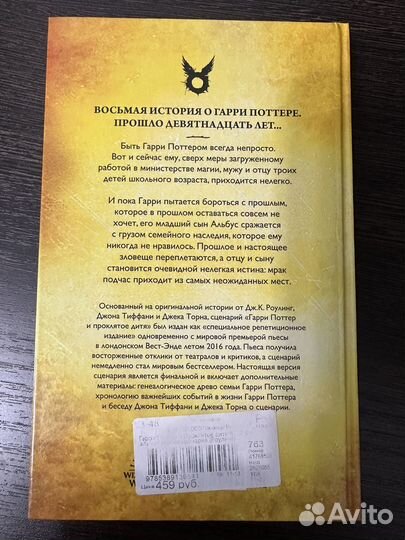 ВОСЬМАЯ ИСТОРИЯ О ГАРРИ ПОТТЕРЕ.
ПРОШЛО ДЕВЯТНАДЦАТЬ ЛЕТ...
Быть Гарри Поттером всегда непросто.
Вот и сейчас ему, сверх меры загруженному
работой в министерстве магии, мужу и отцу троих
детей школьного возраста, приходится нелегко.
И пока Гарри пытается бороться с прошлым,
которое в прошлом оставаться совсем не
хочет, его младший сын Альбус сражается
с грузом семейного наследия, которое ему
никогда не нравилось. Прошлое и настоящее
зловеще переплетаются, а отцу и сыну
становится очевидной нелегкая истина: мрак
подчас приходит из самых неожиданных мест.
Основанный на оригинальной истории от Дж.К. Роулинг,
Джона Тиффани и Джека Торна, сценарий «Гарри Поттер
и проклятое дитя» был издан как «специальное репетиционное
издание» одновременно с мировой премьерой пьесы
в лондонском Вест-Энде летом 2016 года. Пьеса получила
восторженные отклики от театралов и критиков, а сценарий
немедленно стал мировым бестселлером. Настоящая версия
сценария является финальной и включает дополнительные
материалы: генеалогическое древо семьи Гарри Поттера,
хронологию важнейших событий в жизни Гарри Поттера
и беседу Джона Тиффани и Джека Торна о сценарии.
3-48
763
Цена 459 руб
Avito